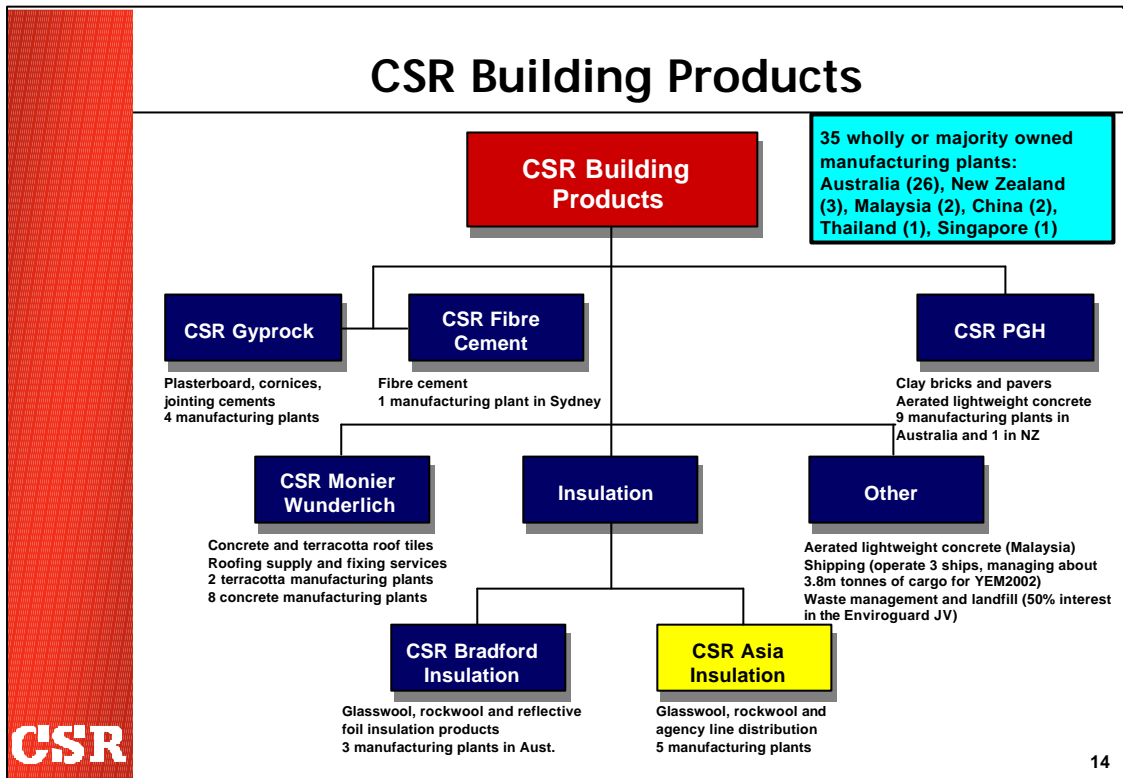 CSR Building Products
CSR Building
Products
35 wholly or majority owned
manufacturing plants:
Australia (26), New Zealand
(3), Malaysia (2), China (2),
Thailand (1), Singapore (1)
CSR Gyprock
Plasterboard, cornices,
jointing cements
4 manufacturing plants
CSR Fibre
Cement
Fibre cement
1 manufacturing plant in Sydney
CSR PGH
Clay bricks and pavers
Aerated lightweight concrete
9 manufacturing plants in
Australia and 1 in NZ
CSR Monier
Wunderlich
Concrete and terracotta roof tiles
Roofing supply and fixing services
2 terracotta manufacturing plants
8 concrete manufacturing plants
Insulation
Other
Aerated lightweight concrete (Malaysia)
Shipping (operate 3 ships, managing about
3.8m tonnes of cargo for YEM2002)
Waste management and landfill (50% interest
in the Enviroguard JV)
CSR Bradford
Insulation
Glasswool, rockwool and reflective
foil insulation products
3 manufacturing plants in Aust.
CSR Asia
Insulation
Glasswool, rockwool and
agency line distribution
5 manufacturing plants
CSR
14